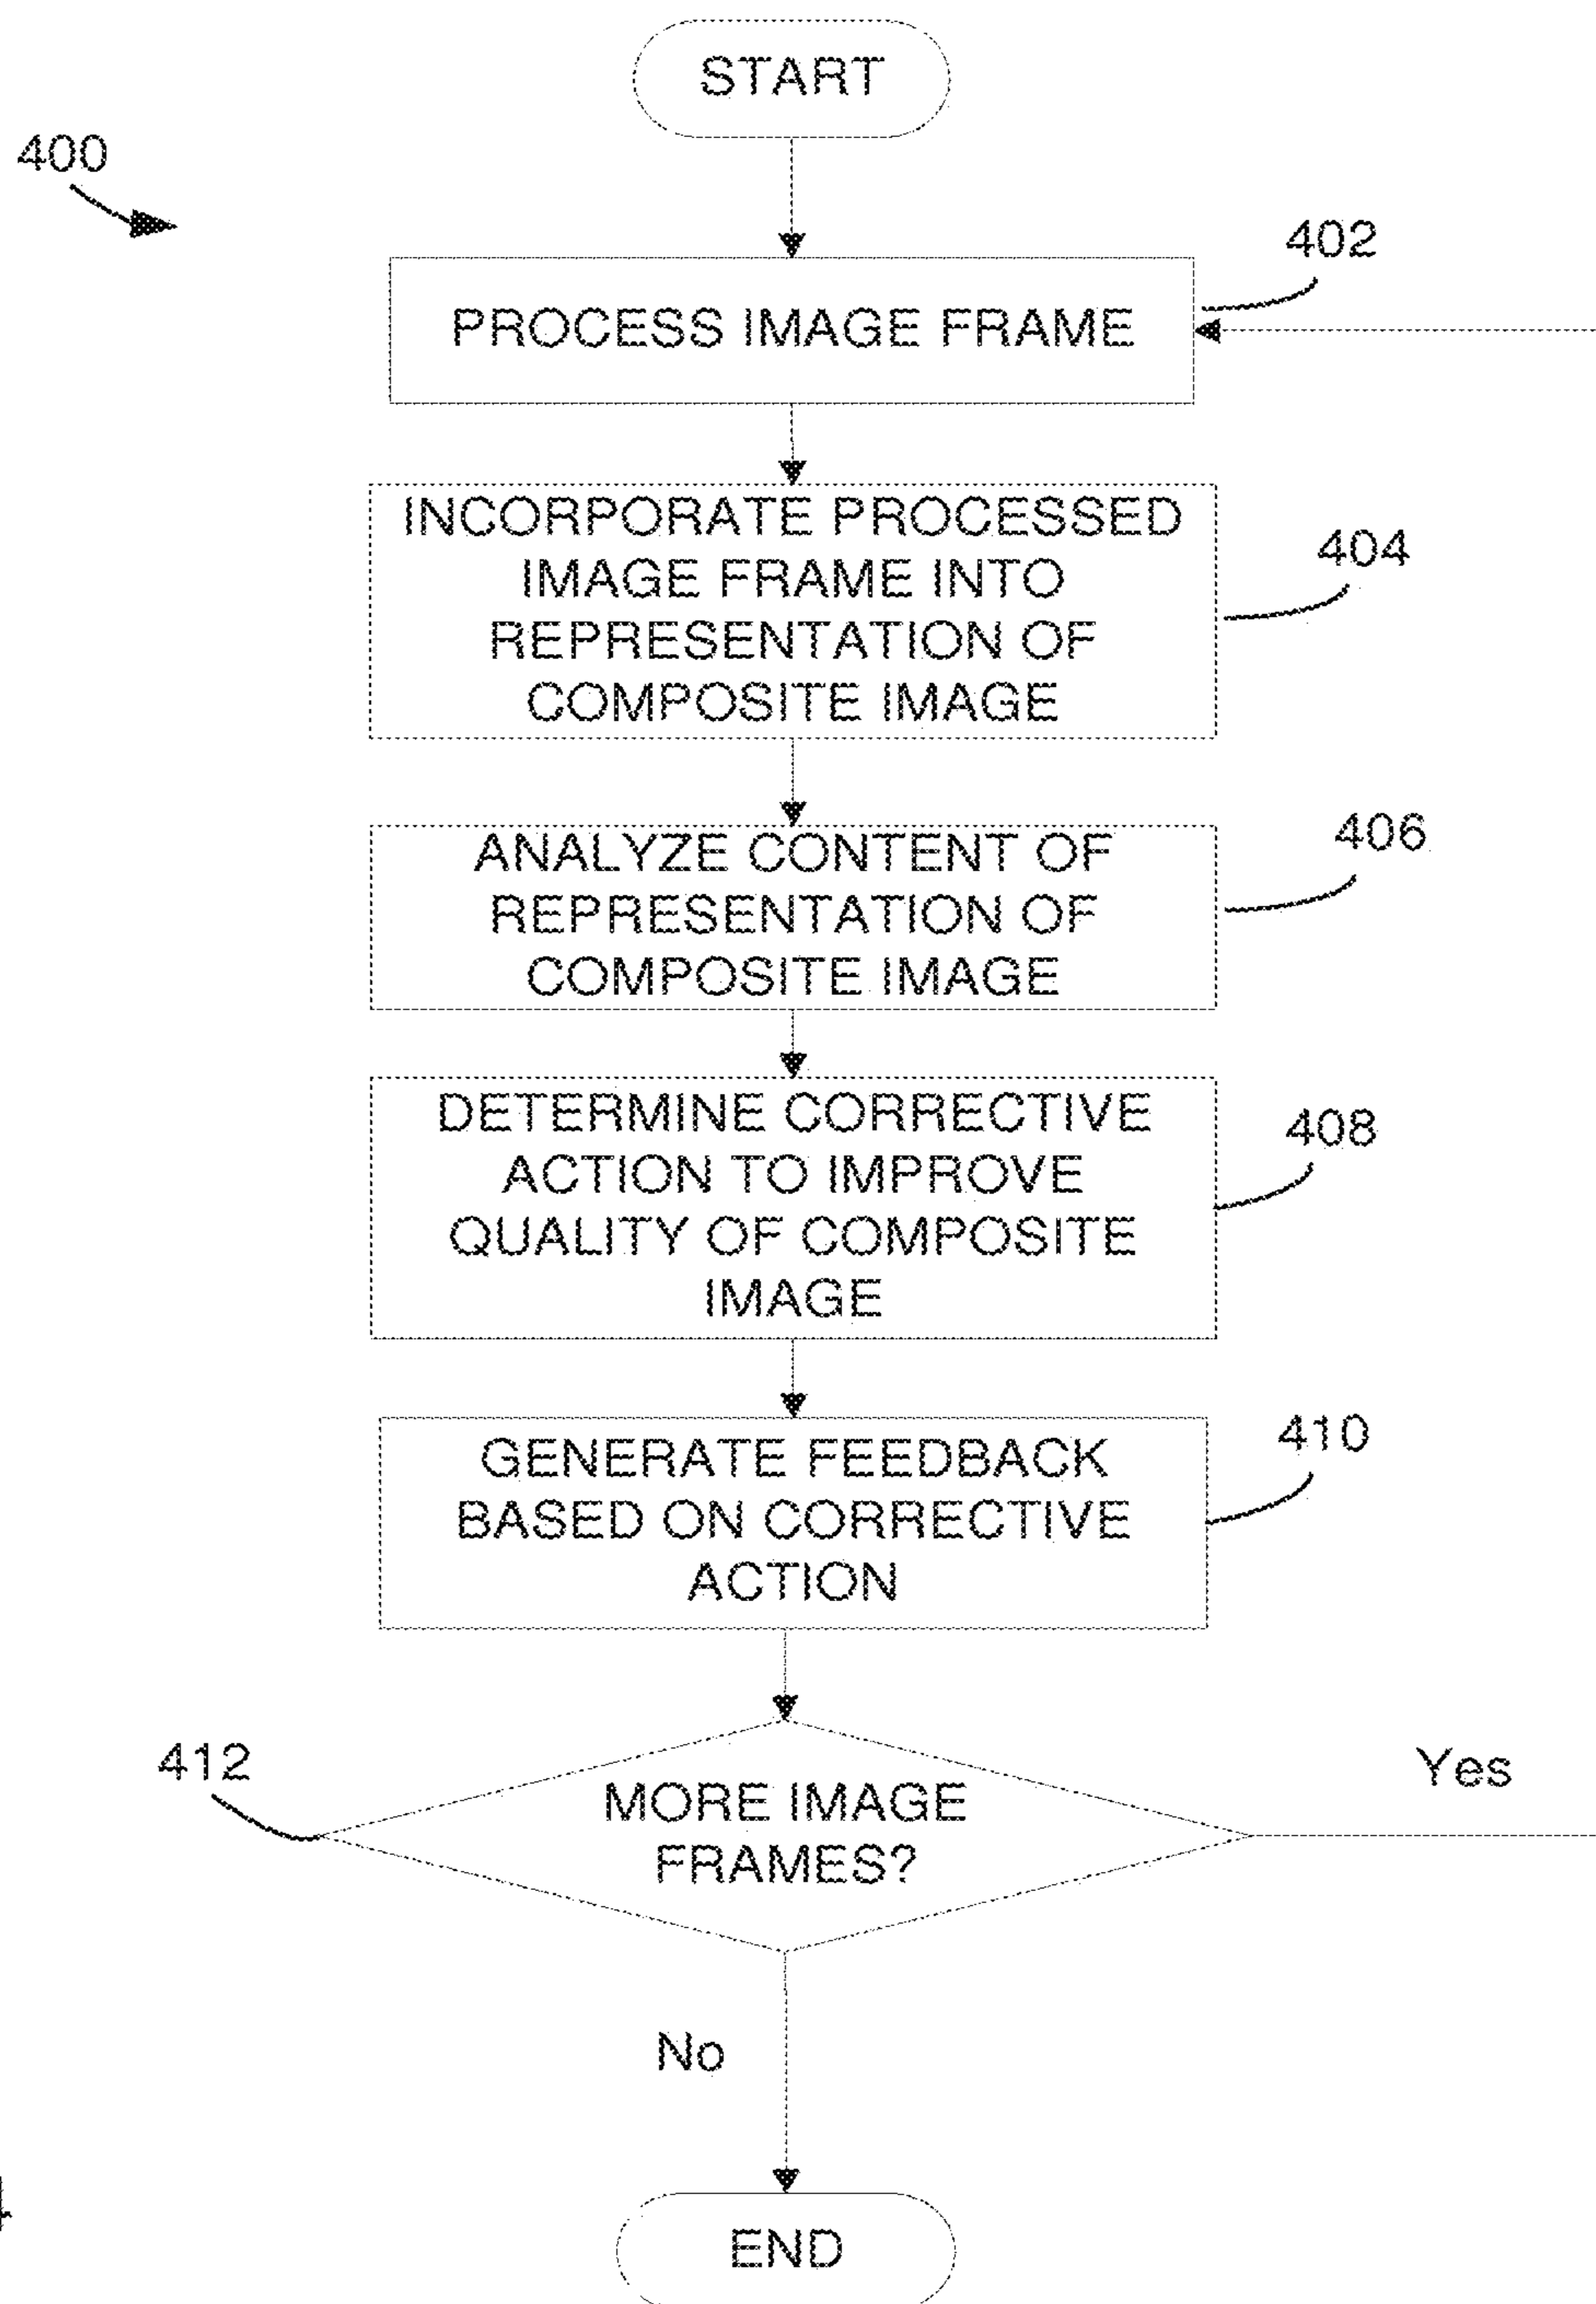 START
400
402
PROCESS IMAGE FRAME
INCORPORATE PROCESSED
IMAGE FRAME INTO
REPRESENTATION OF
COMPOSITE IMAGE
404
ANALYZE CONTENT OF
REPRESENTATION OF
COMPOSITE IMAGE
406
DETERMINE CORRECTIVE
ACTION TO IMPROVE
QUALITY OF COMPOSITE
IMAGE
408
GENERATE FEEDBACK
BASED ON CORRECTIVE
ACTION
410
412
MORE IMAGE
FRAMES?
Yes
No
END